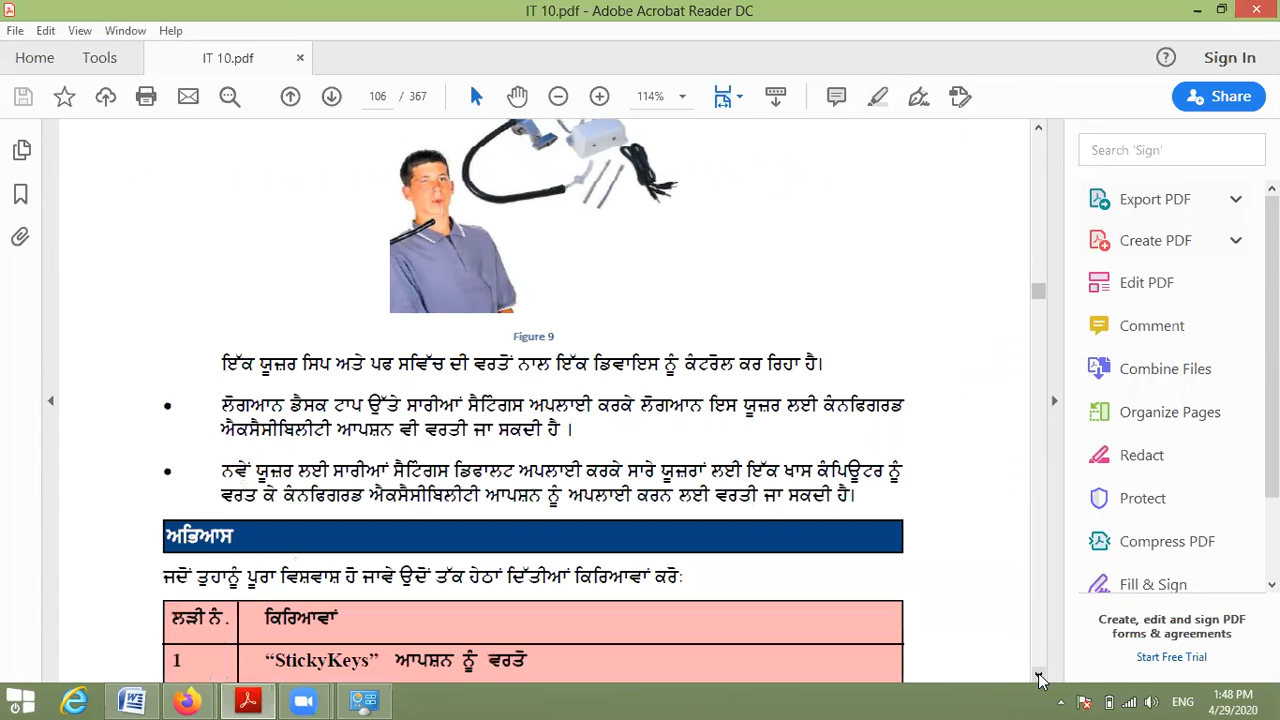 IT 10.pdf - Adobe Acrobat Reader DC
File Edit View Window Help
Home Tools IT 10.pdf Sign In
106 / 367 114% Share
Search 'Sign'
Export PDF
Create PDF
Edit PDF
Comment
Combine Files
Organize Pages
Redact
Protect
Compress PDF
Fill & Sign
Create, edit and sign PDF
forms & agreements
Start Free Trial
Figure 9
ਇੱਕ ਯੂਜ਼ਰ ਸਿਪ ਅਤੇ ਪਫ ਸਵਿੱਚ ਦੀ ਵਰਤੋਂ ਨਾਲ ਇੱਕ ਡਿਵਾਇਸ ਨੂੰ ਕੰਟਰੋਲ ਕਰ ਰਿਹਾ ਹੈ।
• ਲੋਗਆਨ ਡੈਸਕ ਟਾਪ ਉੱਤੇ ਸਾਰੀਆਂ ਸੈਟਿੰਗਸ ਅਪਲਾਈ ਕਰਕੇ ਲੋਗਆਨ ਇਸ ਯੂਜ਼ਰ ਲਈ ਕੰਨਫਿਗਰਡ
ਐਕਸੈਸੀਬਿਲੀਟੀ ਆਪਸ਼ਨ ਵੀ ਵਰਤੀ ਜਾ ਸਕਦੀ ਹੈ ।
• ਨਵੇਂ ਯੂਜ਼ਰ ਲਈ ਸਾਰੀਆਂ ਸੈਟਿੰਗਸ ਡਿਫਾਲਟ ਅਪਲਾਈ ਕਰਕੇ ਸਾਰੇ ਯੂਜ਼ਰਾਂ ਲਈ ਇੱਕ ਖਾਸ ਕੰਪਿਊਟਰ ਨੂੰ
ਵਰਤ ਕੇ ਕੰਨਫਿਗਰਡ ਐਕਸੈਸੀਬਿਲੀਟੀ ਆਪਸ਼ਨ ਨੂੰ ਅਪਲਾਈ ਕਰਨ ਲਈ ਵਰਤੀ ਜਾ ਸਕਦੀ ਹੈ।
ਅਭਿਆਸ
ਜਦੋਂ ਤੁਹਾਨੂੰ ਪੂਰਾ ਵਿਸ਼ਵਾਸ਼ ਹੋ ਜਾਵੇ ਉਦੋਂ ਤੱਕ ਹੇਠਾਂ ਦਿੱਤੀਆਂ ਕਿਰਿਆਵਾਂ ਕਰੋ:
ਲੜੀ ਨੰ. ਕਿਰਿਆਵਾਂ
1 “StickyKeys” ਆਪਸ਼ਨ ਨੂੰ ਵਰਤੋ
ENG 1:48 PM
4/29/2020